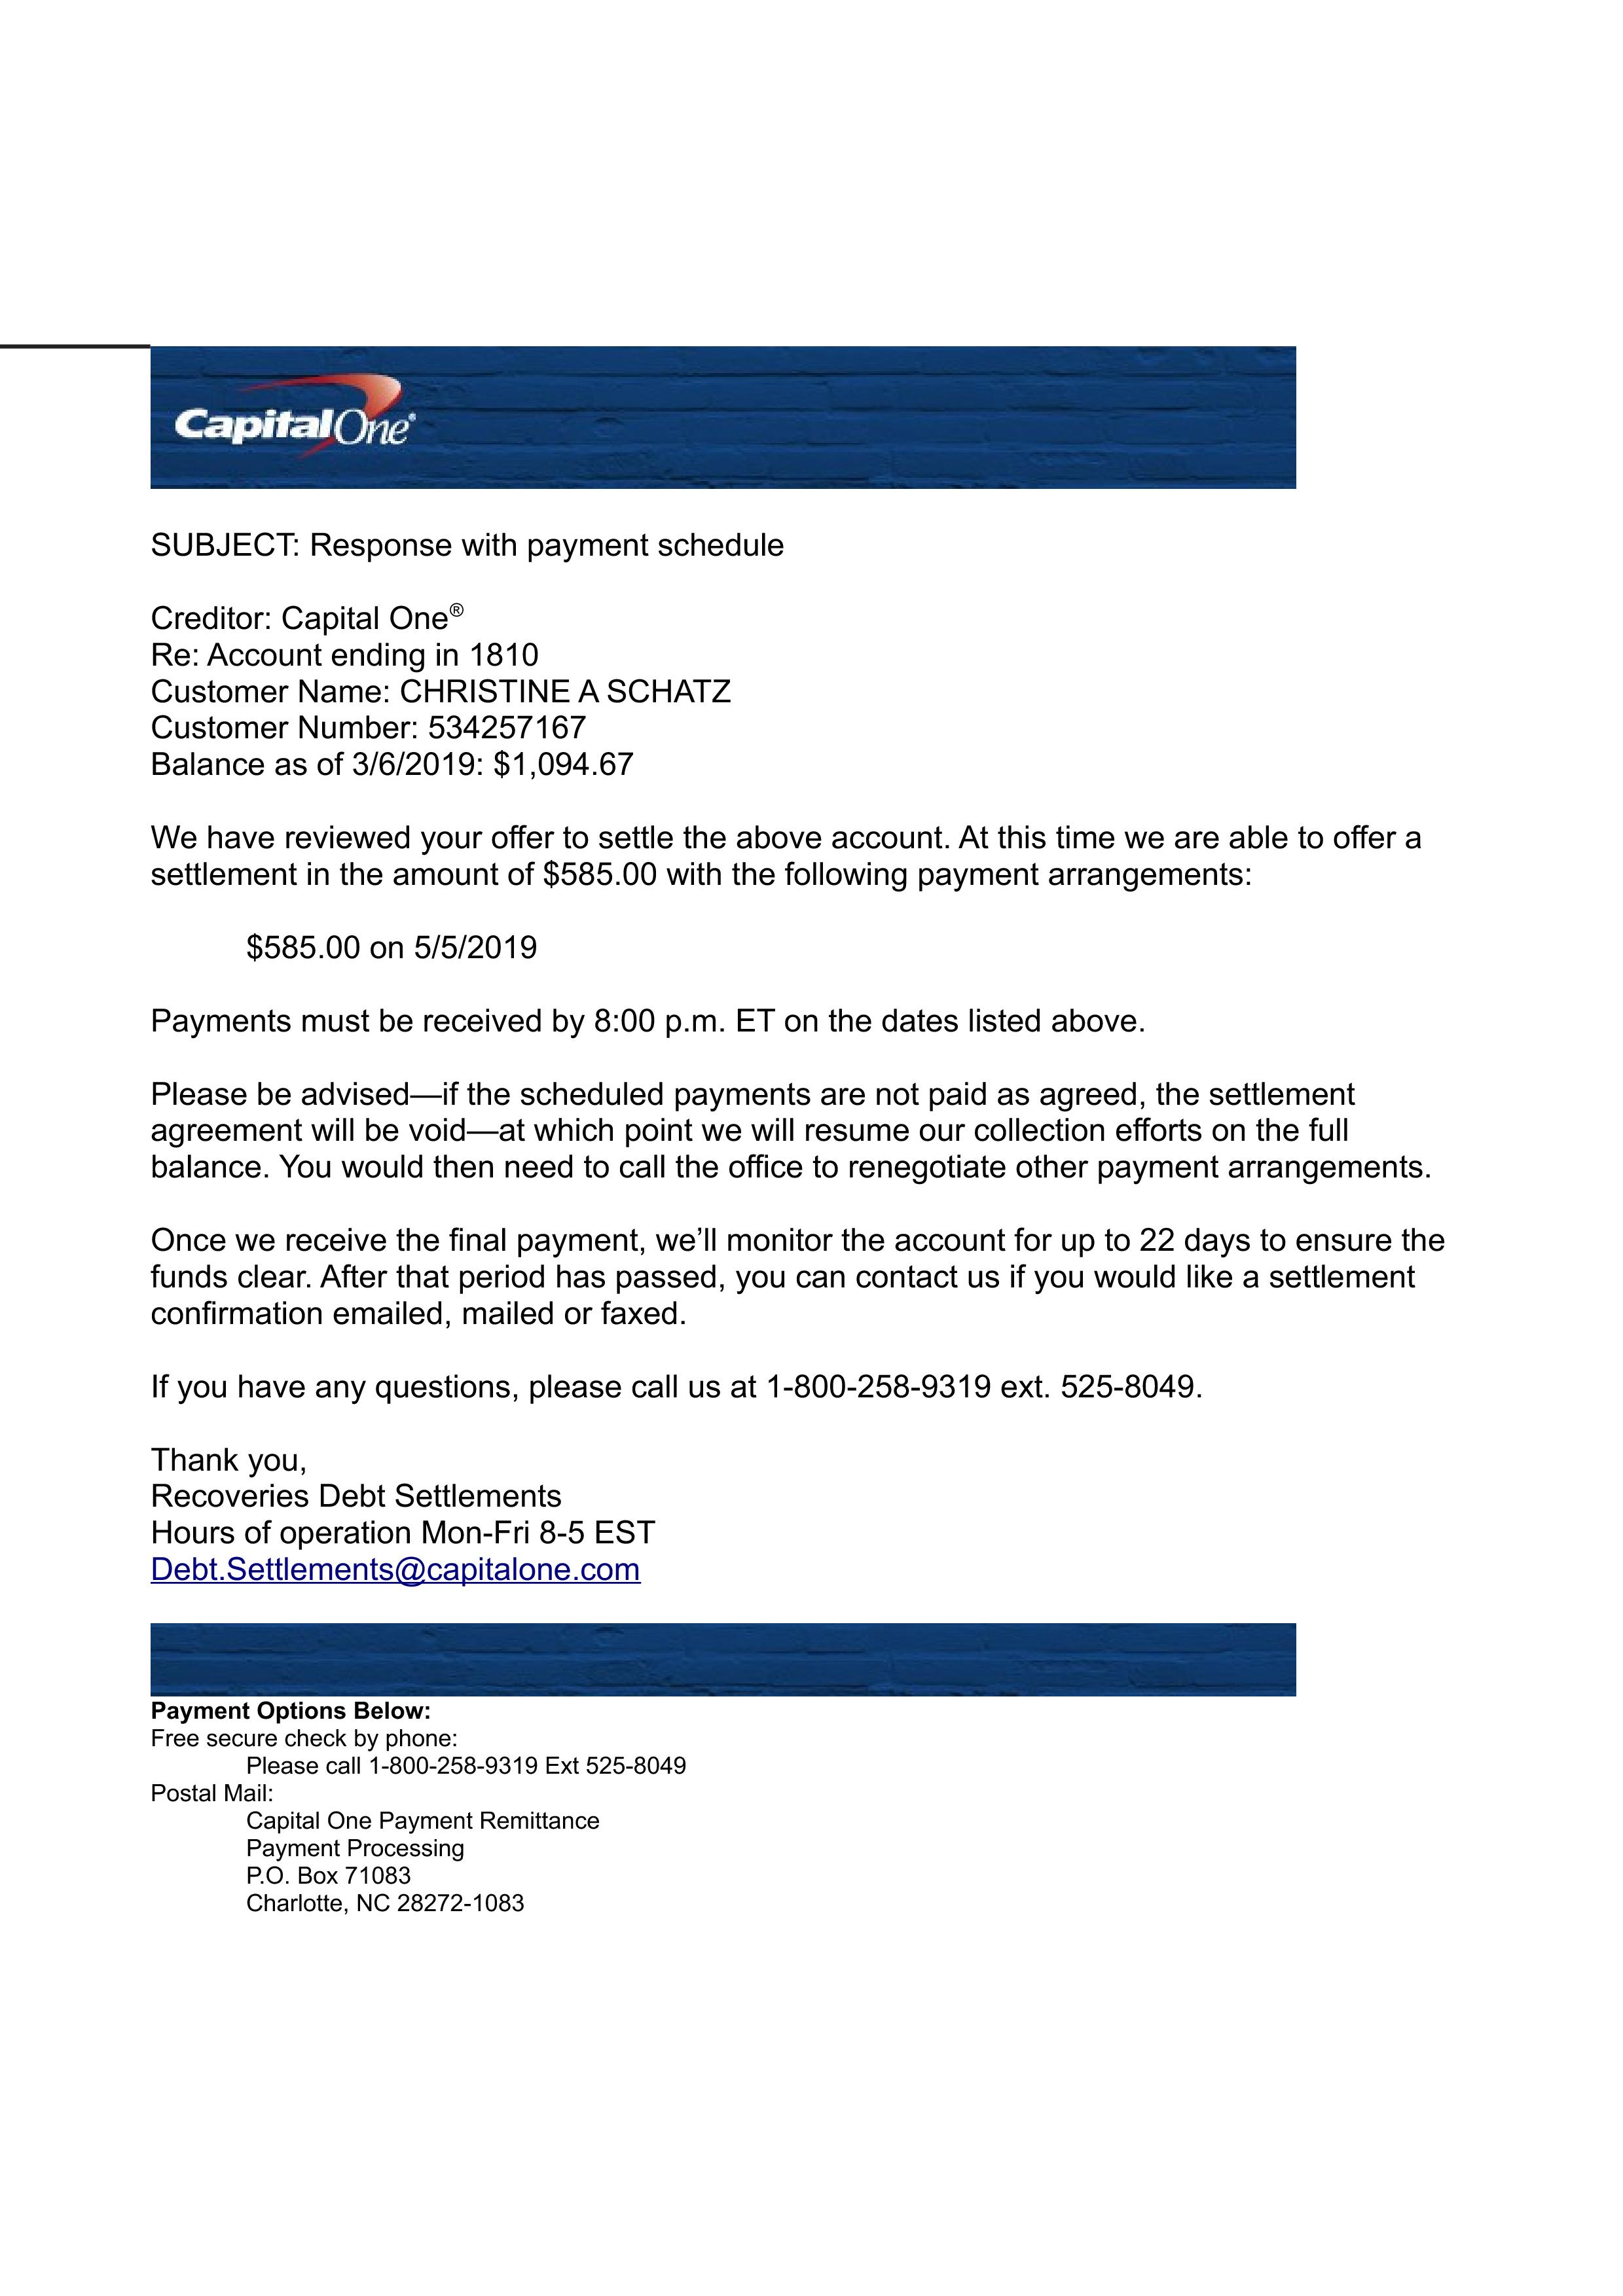 CapitalOne®
SUBJECT: Response with payment schedule
Creditor: Capital One®
Re: Account ending in 1810
Customer Name: CHRISTINE A SCHATZ
Customer Number: 534257167
Balance as of 3/6/2019: $1,094.67
We have reviewed your offer to settle the above account. At this time we are able to offer a
settlement in the amount of $585.00 with the following payment arrangements:
$585.00 on 5/5/2019
Payments must be received by 8:00 p.m. ET on the dates listed above.
Please be advised—if the scheduled payments are not paid as agreed, the settlement
agreement will be void—at which point we will resume our collection efforts on the full
balance. You would then need to call the office to renegotiate other payment arrangements.
Once we receive the final payment, we’ll monitor the account for up to 22 days to ensure the
funds clear. After that period has passed, you can contact us if you would like a settlement
confirmation emailed, mailed or faxed.
If you have any questions, please call us at 1-800-258-9319 ext. 525-8049.
Thank you,
Recoveries Debt Settlements
Hours of operation Mon-Fri 8-5 EST
Debt.Settlements@capitalone.com
Payment Options Below:
Free secure check by phone:
Please call 1-800-258-9319 Ext 525-8049
Postal Mail:
Capital One Payment Remittance
Payment Processing
P.O. Box 71083
Charlotte, NC 28272-1083